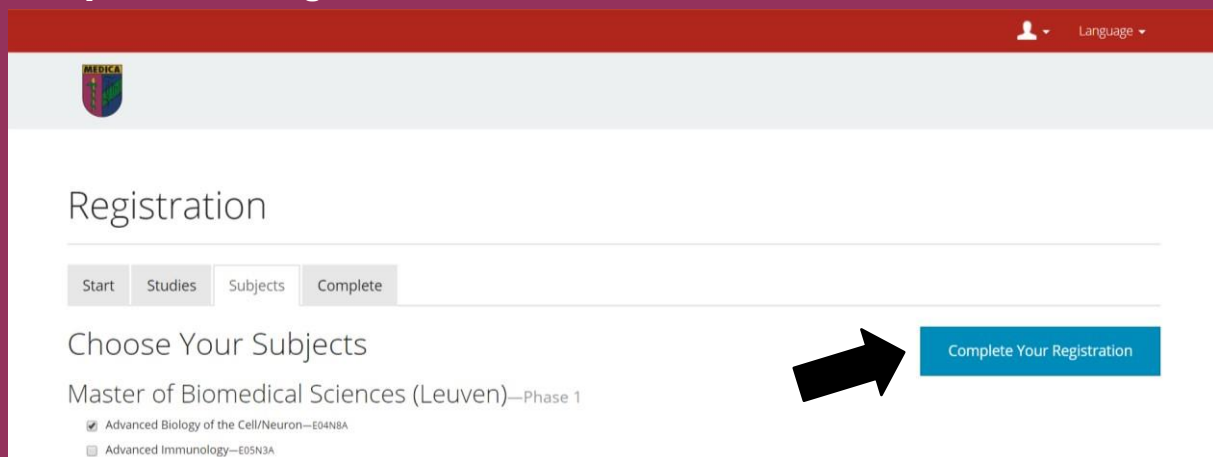 Language
MEDICA
Registration
Start Studies Subjects Complete
Choose Your Subjects
Complete Your Registration
Master of Biomedical Sciences (Leuven)—Phase 1
Advanced Biology of the Cell/Neuron—E04N8A
Advanced Immunology—E05N3A